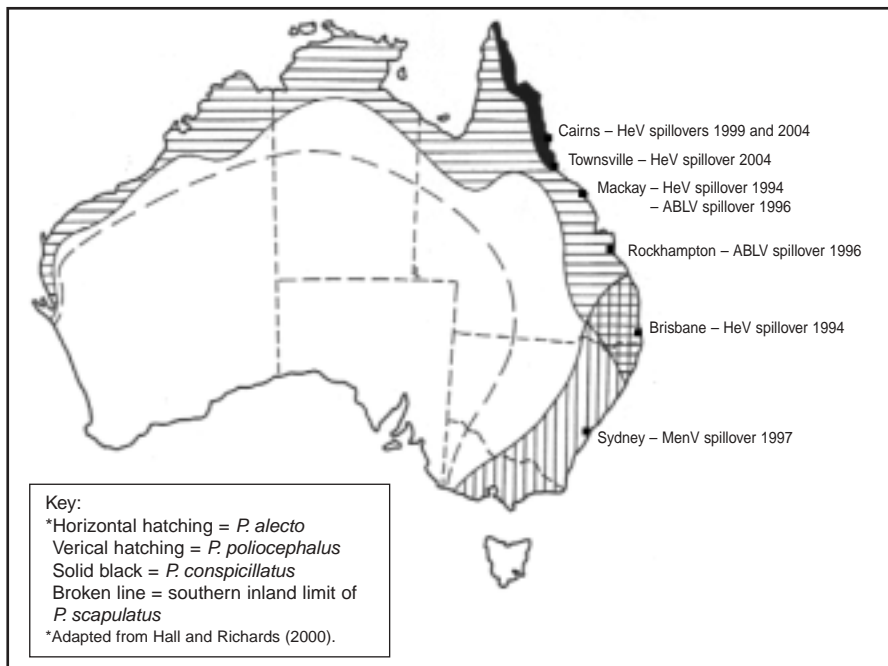 Cairns – HeV spillovers 1999 and 2004
Townsville – HeV spillover 2004
Mackay – HeV spillover 1994
– ABLV spillover 1996
Rockhampton – ABLV spillover 1996
Brisbane – HeV spillover 1994
Sydney – MenV spillover 1997
Key:
*Horizontal hatching = P. alecto
Verical hatching = P. poliocephalus
Solid black = P. conspicillatus
Broken line = southern inland limit of
P. scapulatus
*Adapted from Hall and Richards (2000).